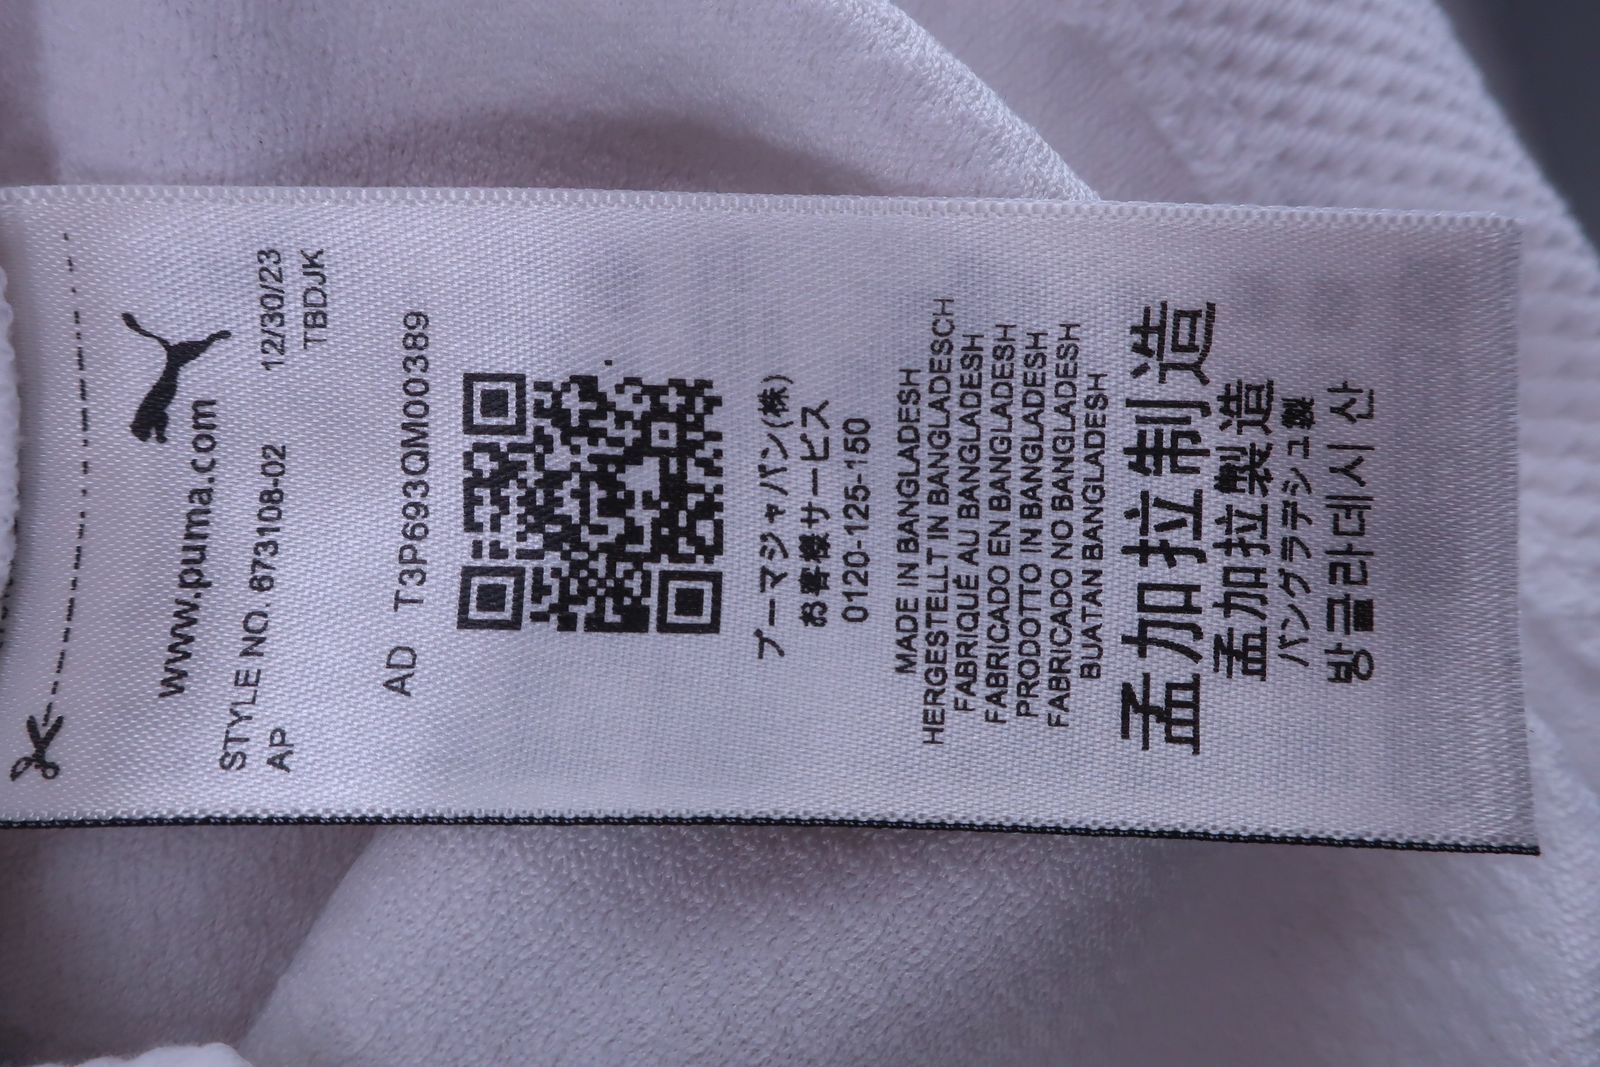 www.puma.com
STYLE NO. 673108-02 12/30/23
AP TBDJK
AD T3P693QM00389
プーマジャパン(株)
お客様サービス
0120-125-150
MADE IN BANGLADESH
HERGESTELLT IN BANGLADESCH
FABRIQUÉ AU BANGLADESH
FABRICADO EN BANGLADESH
PRODOTTO IN BANGLADESH
FABRICADO NO BANGLADESH
BUATAN BANGLADESH
孟加拉制造
孟加拉製造
バングラデシュ製
방글라데시 산